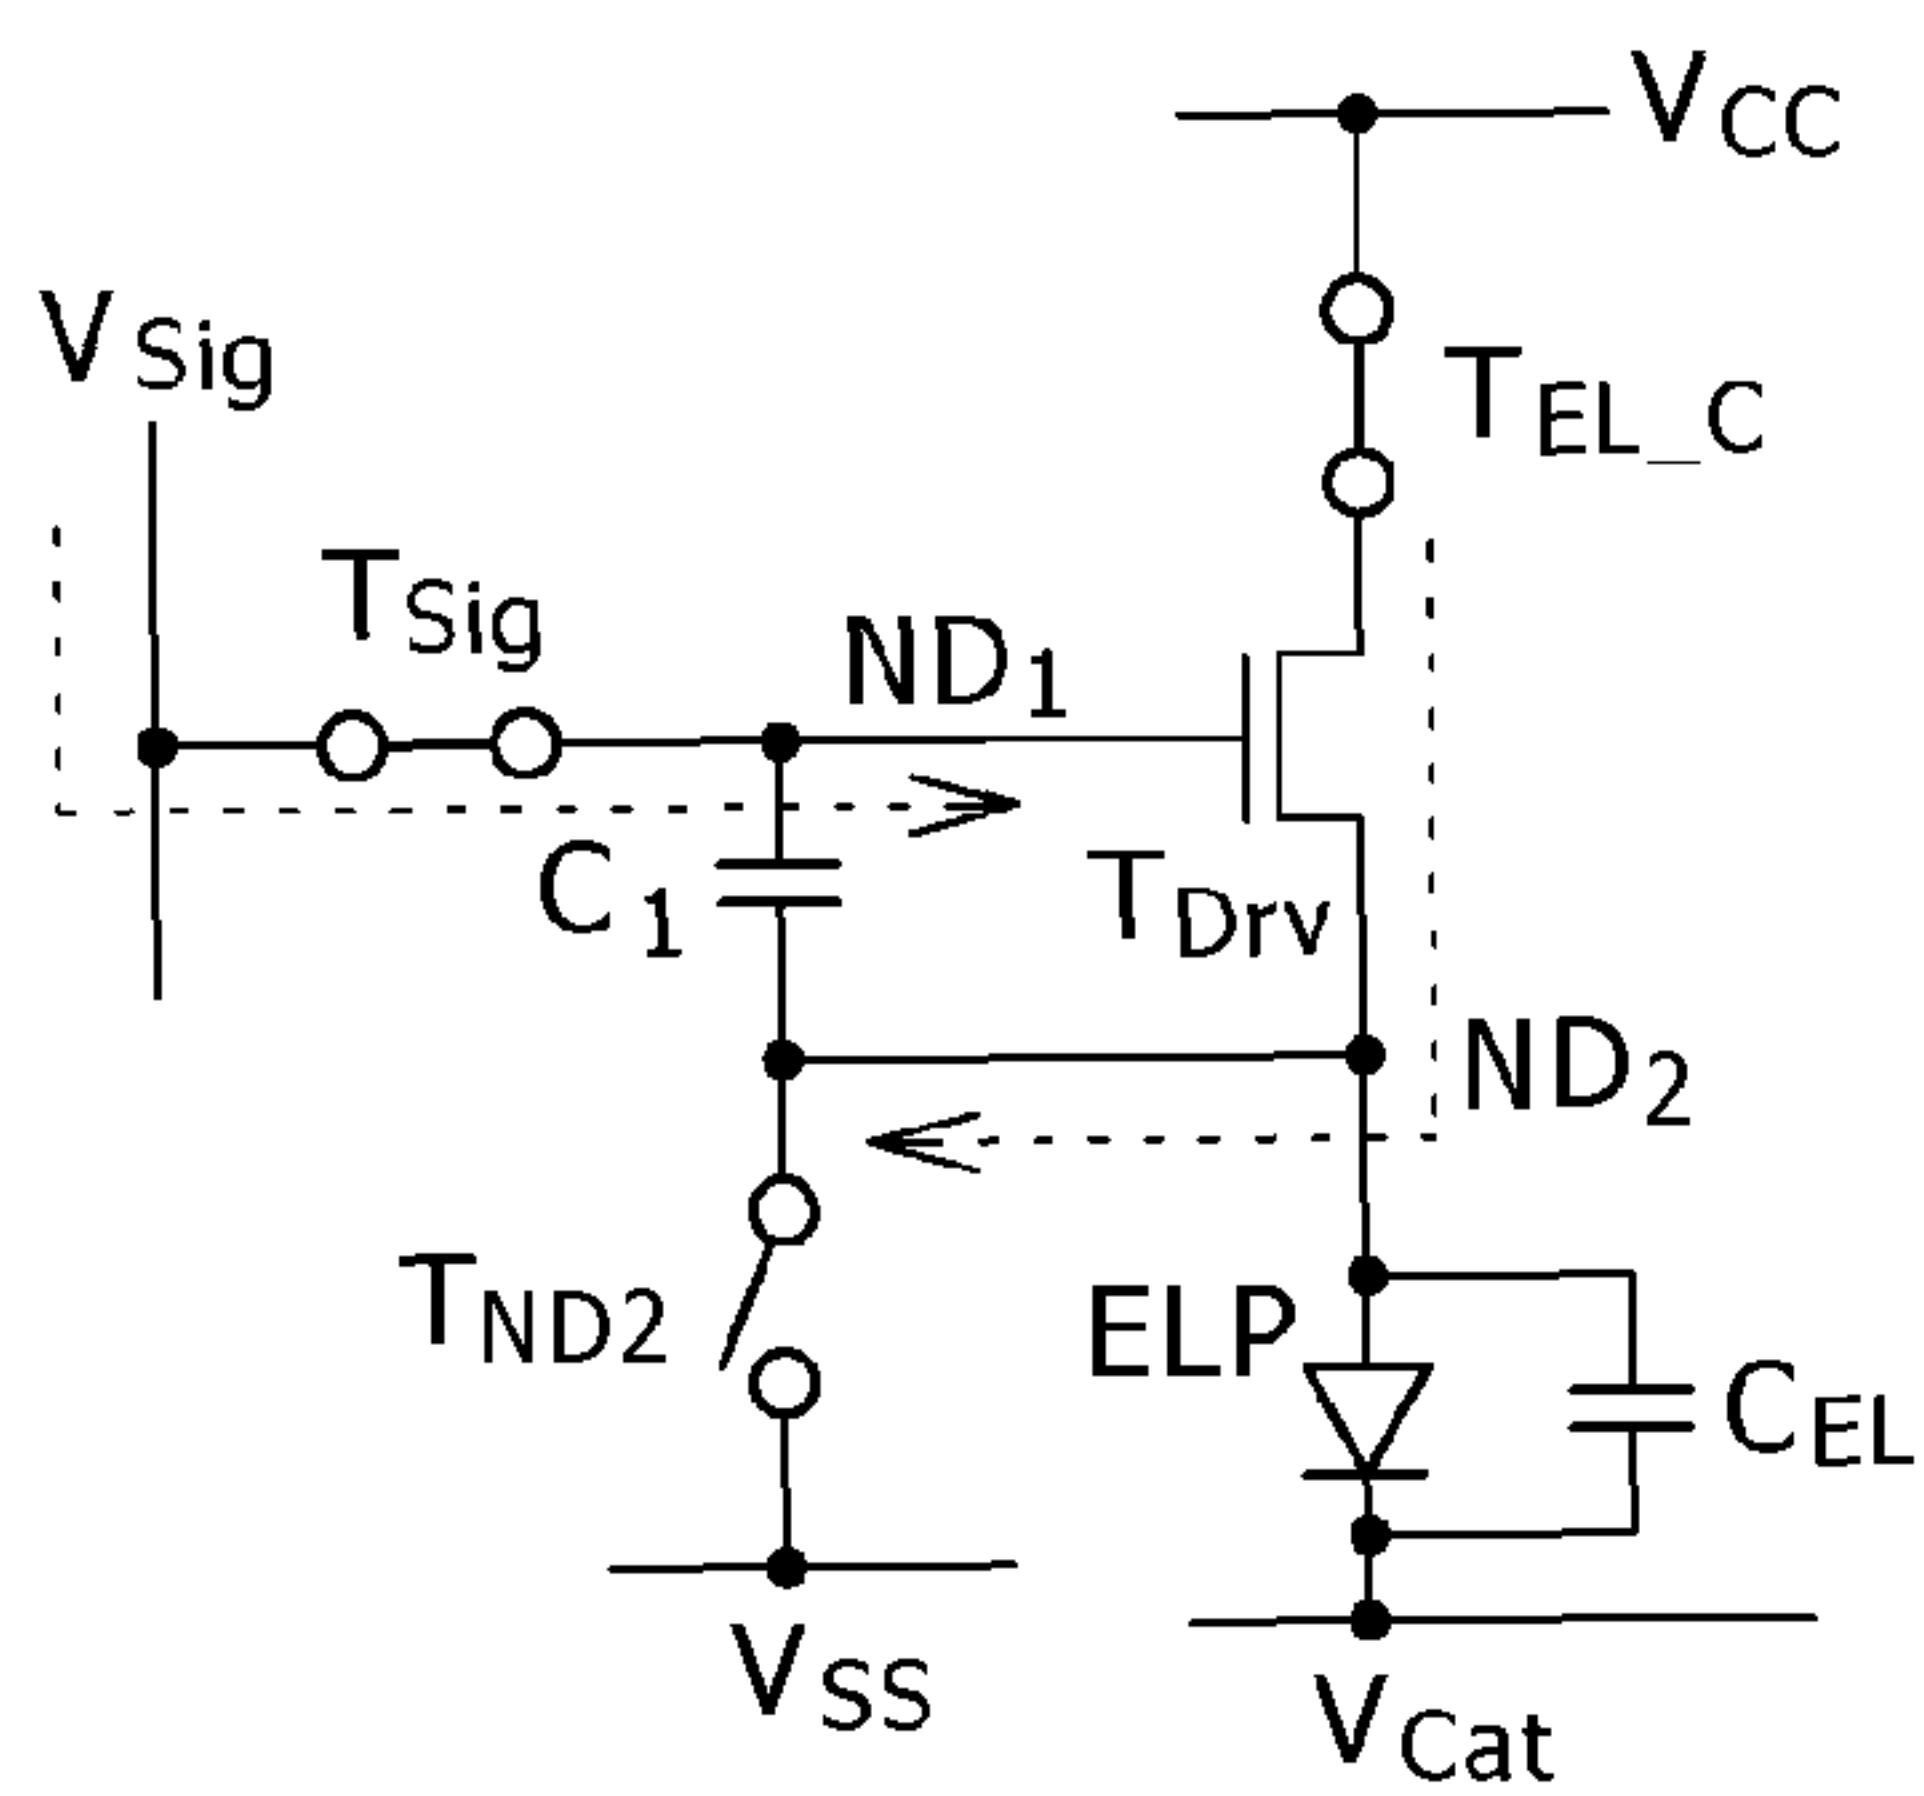 VCC
VSig
TEL_C
TSig
ND1
C1
TDrv
ND2
TND2
ELP
CEL
VSS
VCat